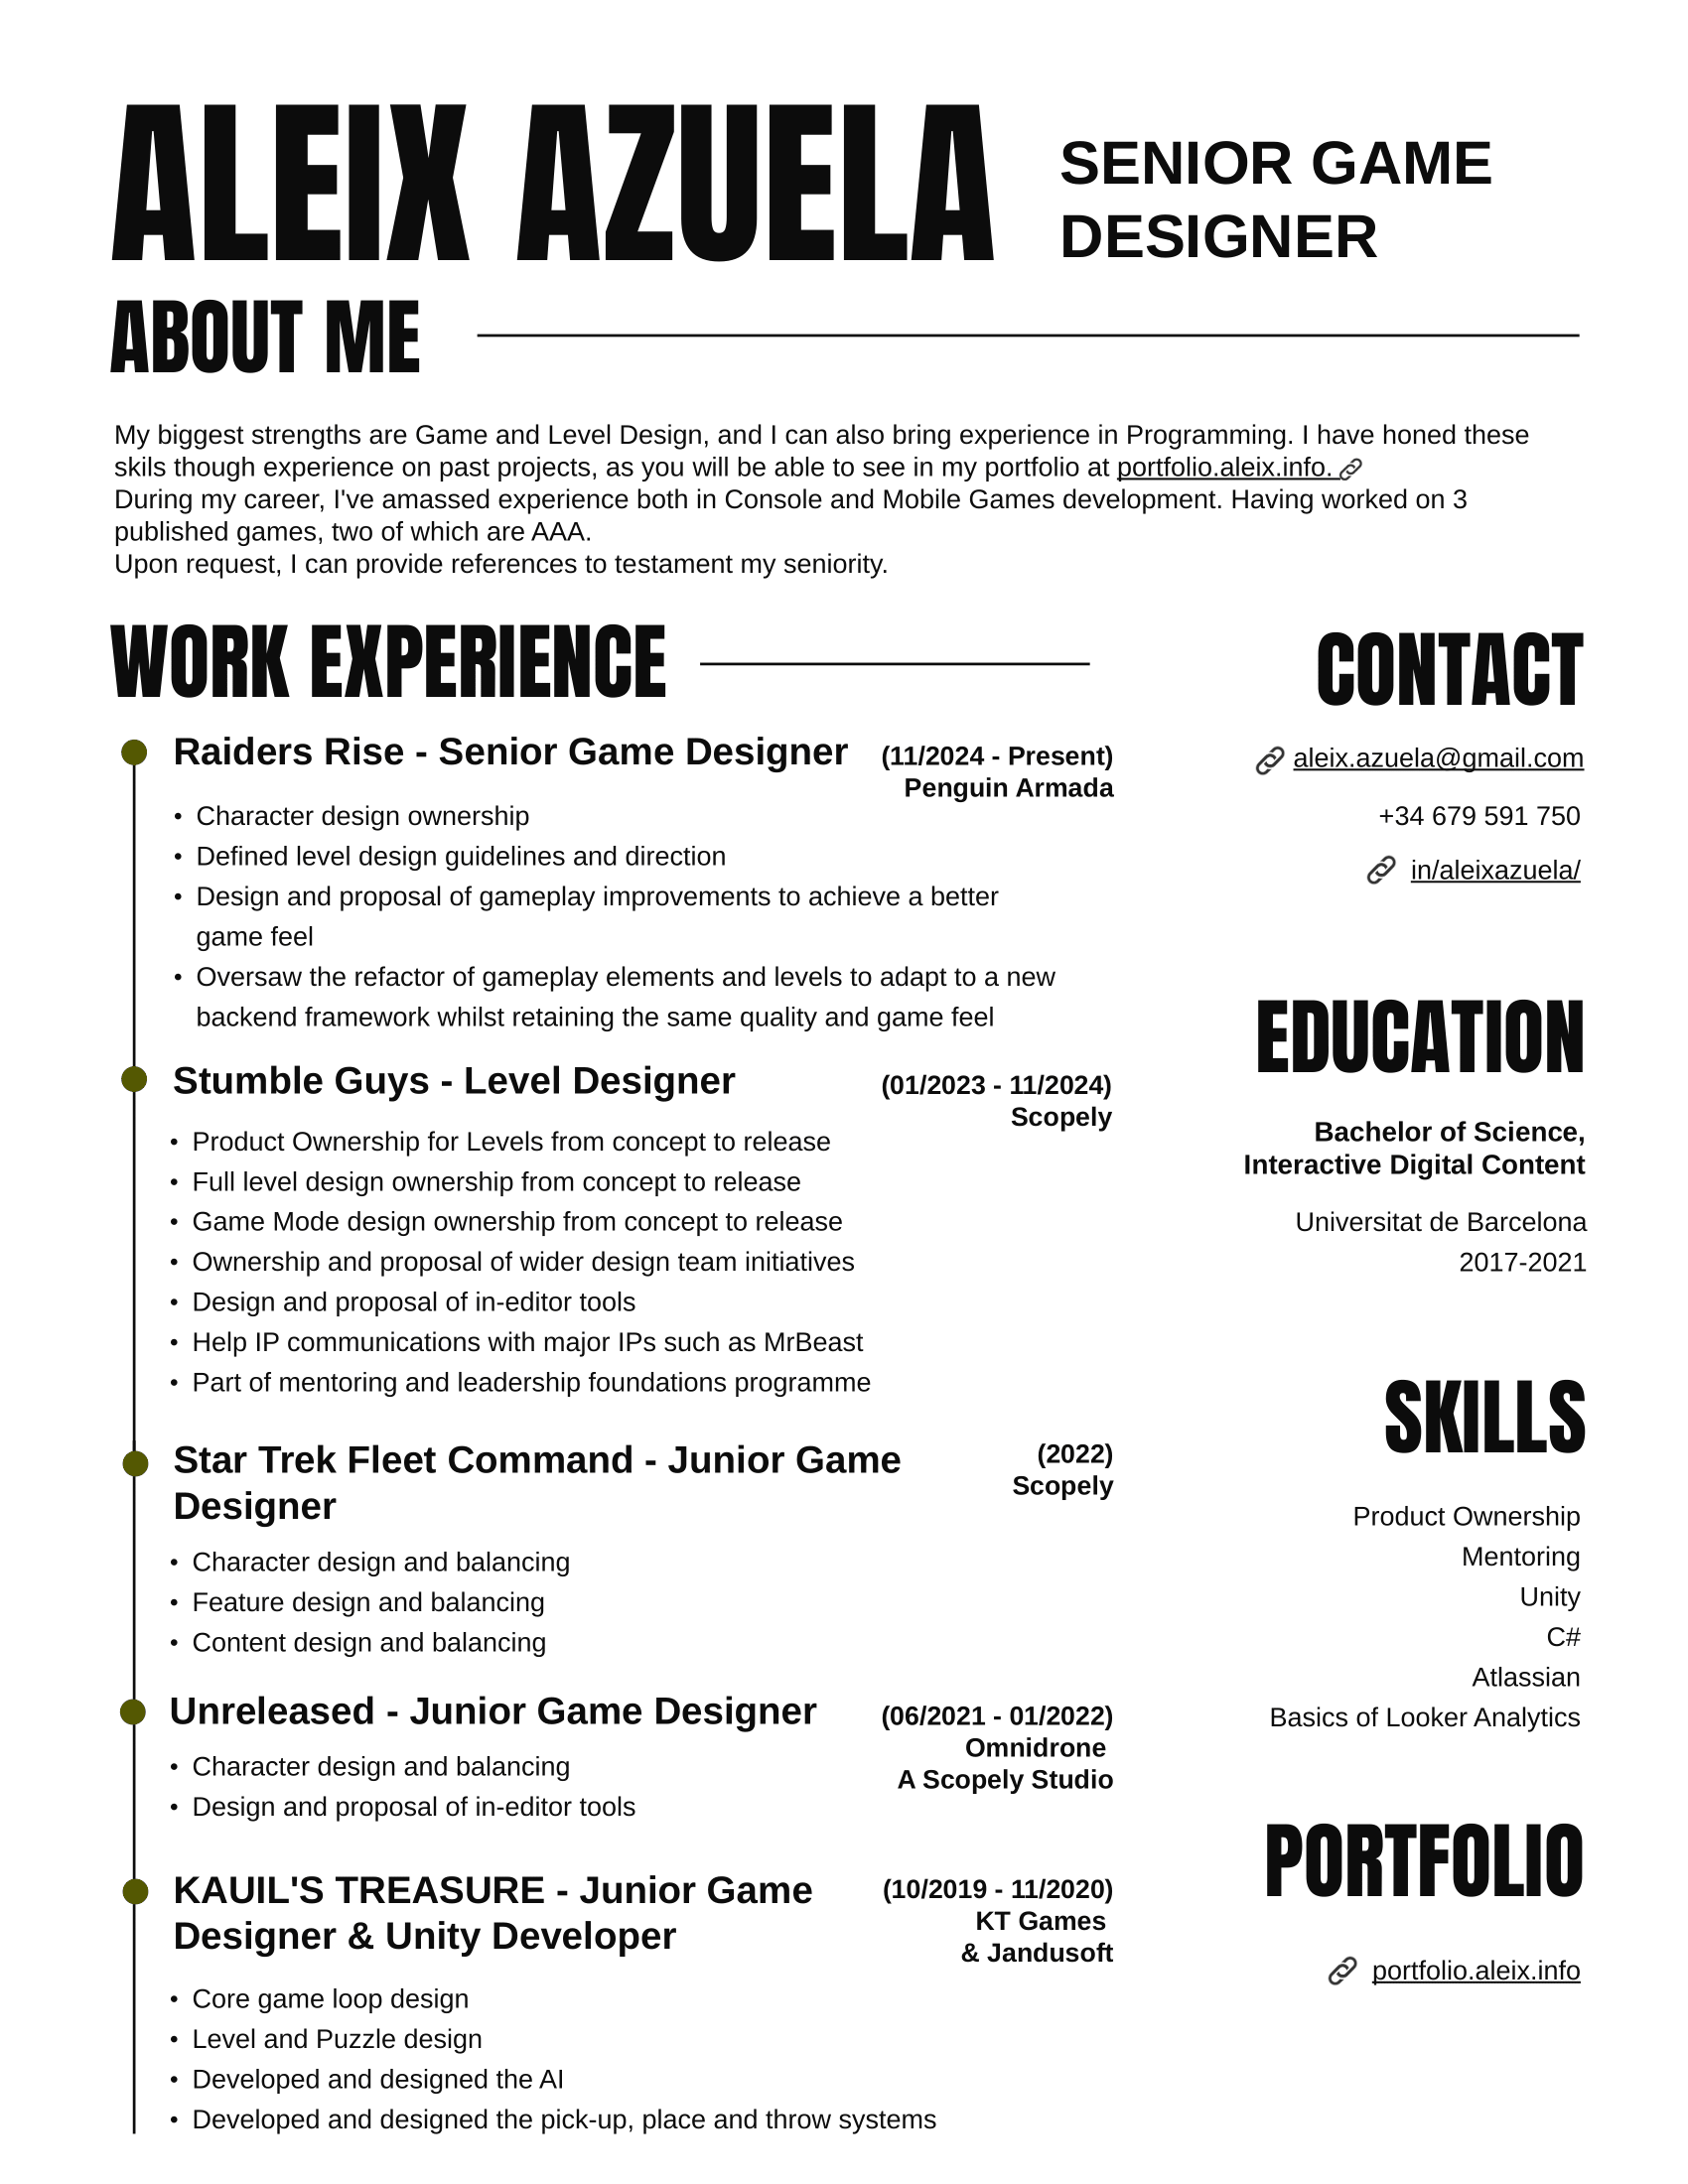 ALEIX AZUELA
SENIOR GAME
DESIGNER
ABOUT ME
My biggest strengths are Game and Level Design, and I can also bring experience in Programming. I have honed these
skils though experience on past projects, as you will be able to see in my portfolio at portfolio.aleix.info.
During my career, I've amassed experience both in Console and Mobile Games development. Having worked on 3
published games, two of which are AAA.
Upon request, I can provide references to testament my seniority.
WORK EXPERIENCE
Raiders Rise - Senior Game Designer
(11/2024 - Present)
Penguin Armada
• Character design ownership
• Defined level design guidelines and direction
• Design and proposal of gameplay improvements to achieve a better
game feel
• Oversaw the refactor of gameplay elements and levels to adapt to a new
backend framework whilst retaining the same quality and game feel
Stumble Guys - Level Designer
(01/2023 - 11/2024)
Scopely
• Product Ownership for Levels from concept to release
• Full level design ownership from concept to release
• Game Mode design ownership from concept to release
• Ownership and proposal of wider design team initiatives
• Design and proposal of in-editor tools
• Help IP communications with major IPs such as MrBeast
• Part of mentoring and leadership foundations programme
Star Trek Fleet Command - Junior Game
Designer
(2022)
Scopely
• Character design and balancing
• Feature design and balancing
• Content design and balancing
Unreleased - Junior Game Designer
(06/2021 - 01/2022)
Omnidrone
A Scopely Studio
• Character design and balancing
• Design and proposal of in-editor tools
KAUIL'S TREASURE - Junior Game
Designer & Unity Developer
(10/2019 - 11/2020)
KT Games
& Jandusoft
• Core game loop design
• Level and Puzzle design
• Developed and designed the AI
• Developed and designed the pick-up, place and throw systems
CONTACT
aleix.azuela@gmail.com
+34 679 591 750
in/aleixazuela/
EDUCATION
Bachelor of Science,
Interactive Digital Content
Universitat de Barcelona
2017-2021
SKILLS
Product Ownership
Mentoring
Unity
C#
Atlassian
Basics of Looker Analytics
PORTFOLIO
portfolio.aleix.info